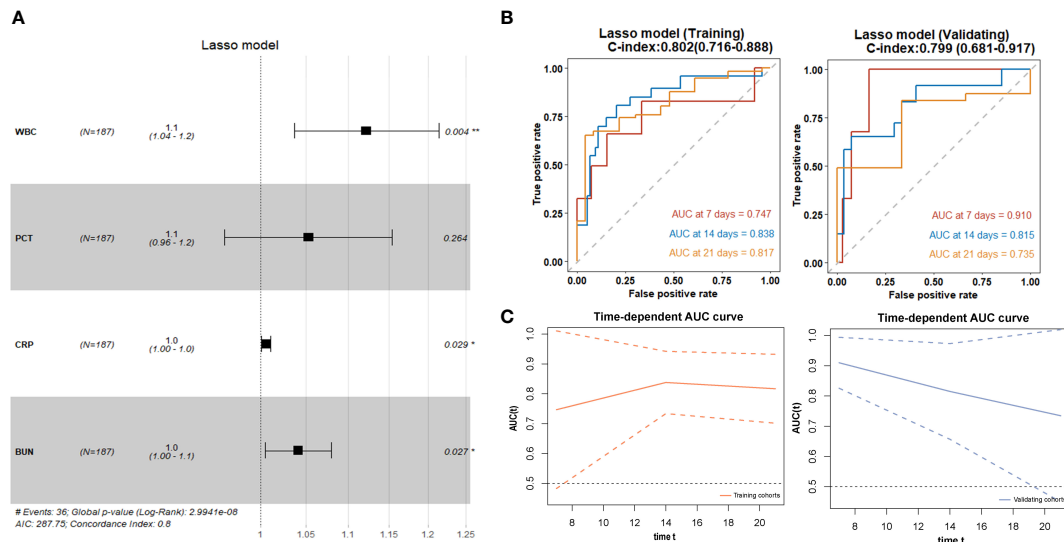 A
Lasso model
WBC (N=187) 1.1 (1.04 - 1.2) 0.004 **
PCT (N=187) 1.1 (0.96 - 1.2) 0.264
CRP (N=187) 1.0 (1.00 - 1.0) 0.029 *
BUN (N=187) 1.0 (1.00 - 1.1) 0.027 *
# Events: 36; Global p-value (Log-Rank): 2.9941e-08
AIC: 287.75; Concordance Index: 0.8
1 1.05 1.1 1.15 1.2 1.25
B
Lasso model (Training)
C-index:0.802(0.716-0.888)
True positive rate
1.00
0.75
0.50
0.25
0.00
AUC at 7 days = 0.747
AUC at 14 days = 0.838
AUC at 21 days = 0.817
0.00 0.25 0.50 0.75 1.00
False positive rate
Lasso model (Validating)
C-index:0.799 (0.681-0.917)
True positive rate
1.00
0.75
0.50
0.25
0.00
AUC at 7 days = 0.910
AUC at 14 days = 0.815
AUC at 21 days = 0.735
0.00 0.25 0.50 0.75 1.00
False positive rate
C
Time-dependent AUC curve
AUC(t)
1.0
0.9
0.8
0.7
0.6
0.5
Training cohorts
8 10 12 14 16 18 20
time t
Time-dependent AUC curve
AUC(t)
1.0
0.9
0.8
0.7
0.6
0.5
Validating cohorts
8 10 12 14 16 18 20
time t